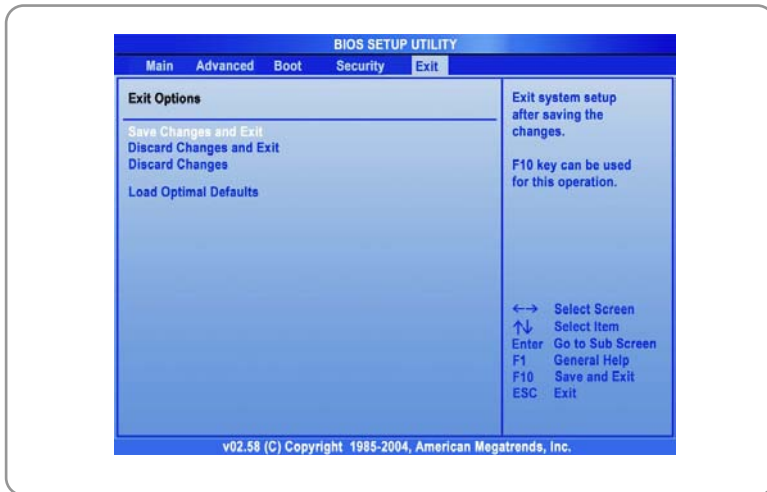 BIOS SETUP UTILITY
Main Advanced Boot Security Exit
Exit Options
Save Changes and Exit
Discard Changes and Exit
Discard Changes
Load Optimal Defaults
Exit system setup
after saving the
changes.
F10 key can be used
for this operation.
←→ Select Screen
↑↓ Select Item
Enter Go to Sub Screen
F1 General Help
F10 Save and Exit
ESC Exit
v02.58 (C) Copyright 1985-2004, American Megatrends, Inc.